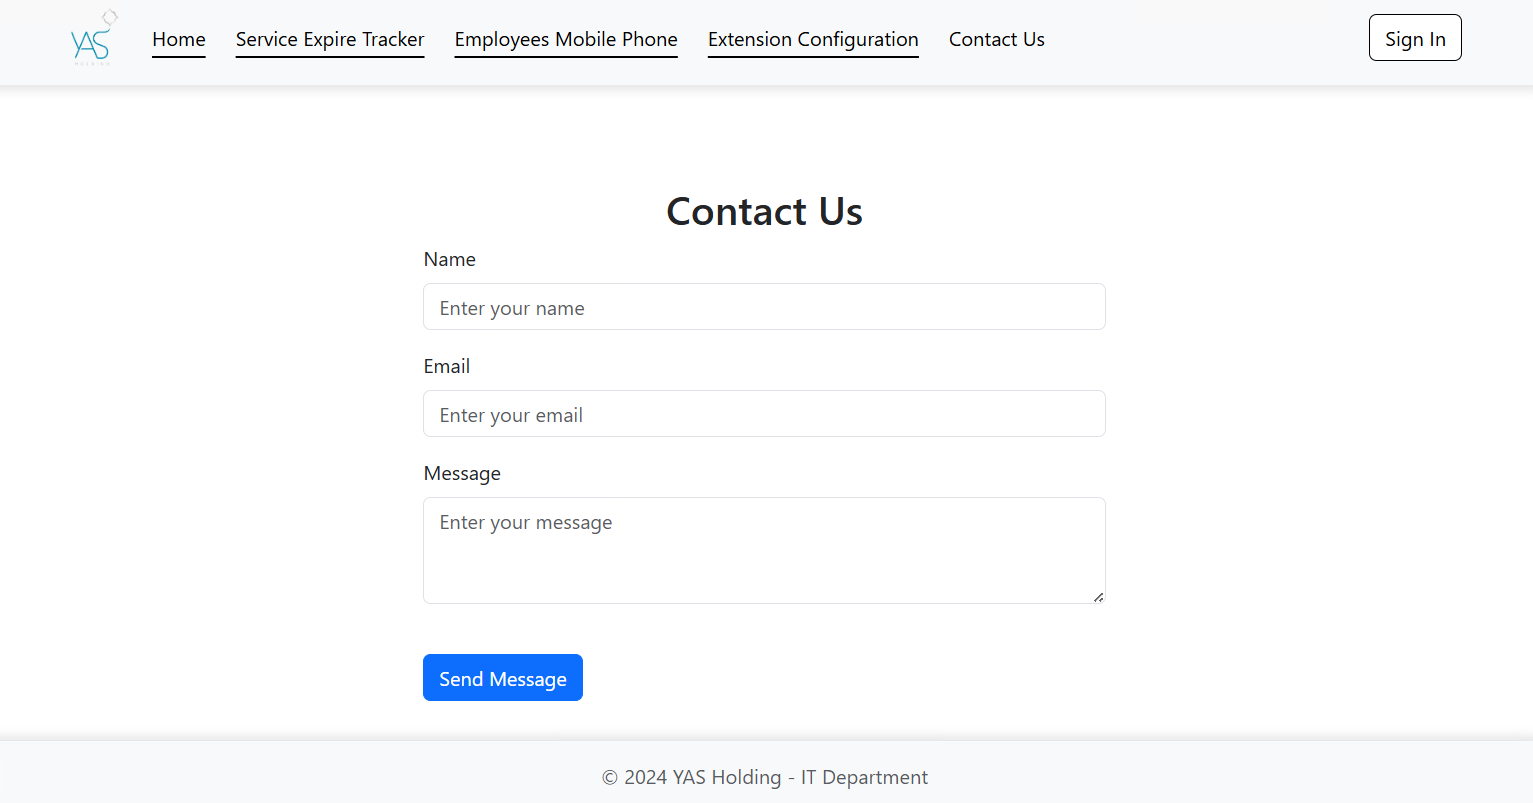 YAS
Home Service Expire Tracker Employees Mobile Phone Extension Configuration Contact Us Sign In
Contact Us
Name
Enter your name
Email
Enter your email
Message
Enter your message
Send Message
© 2024 YAS Holding - IT Department